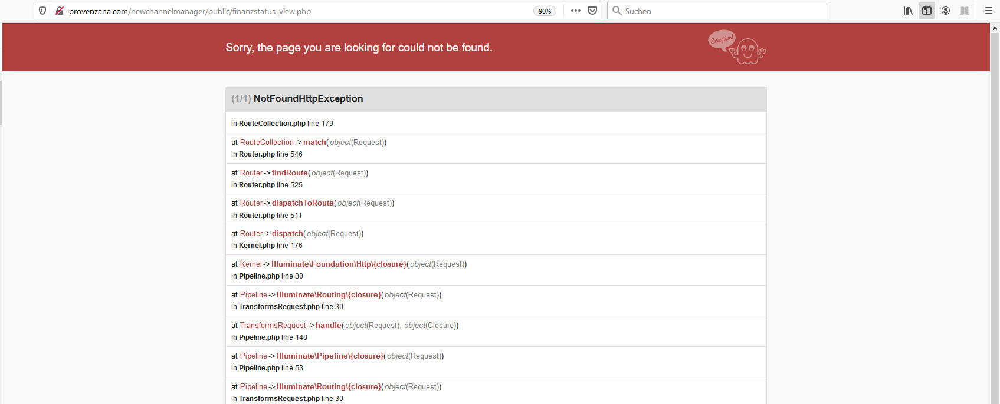 provenzana.com/newchannelmanager/public/finanzstatus_view.php
90%
Suchen
Sorry, the page you are looking for could not be found.
Exception!
(1/1) NotFoundHttpException
in RouteCollection.php line 179
at RouteCollection->match(object(Request))
in Router.php line 546
at Router->findRoute(object(Request))
in Router.php line 525
at Router->dispatchToRoute(object(Request))
in Router.php line 511
at Router->dispatch(object(Request))
in Kernel.php line 176
at Kernel->Illuminate\Foundation\Http\{closure}(object(Request))
in Pipeline.php line 30
at Pipeline->Illuminate\Routing\{closure}(object(Request))
in TransformsRequest.php line 30
at TransformsRequest->handle(object(Request), object(Closure))
in Pipeline.php line 148
at Pipeline->Illuminate\Pipeline\{closure}(object(Request))
in Pipeline.php line 53
at Pipeline->Illuminate\Routing\{closure}(object(Request))
in TransformsRequest.php line 30